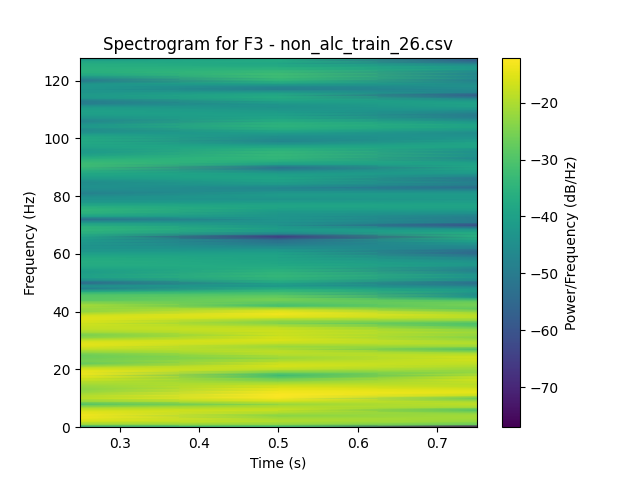 Spectrogram for F3 - non_alc_train_26.csv
120
100
80
60
40
20
0
Frequency (Hz)
0.3 0.4 0.5 0.6 0.7
Time (s)
−20
−30
−40
−50
−60
−70
Power/Frequency (dB/Hz)